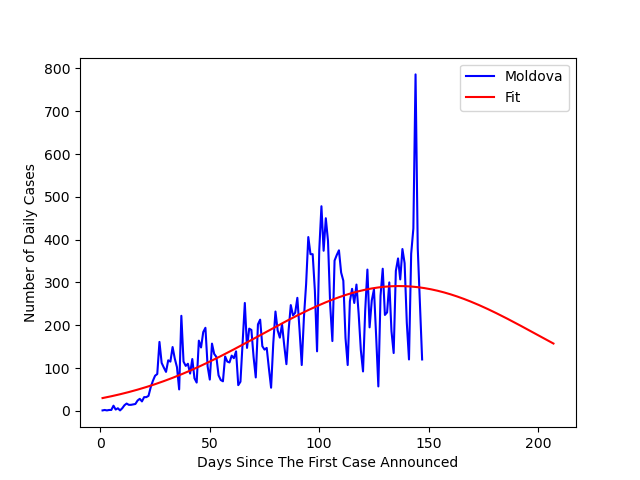 Moldova
Fit
Number of Daily Cases
800
700
600
500
400
300
200
100
0
0 50 100 150 200
Days Since The First Case Announced